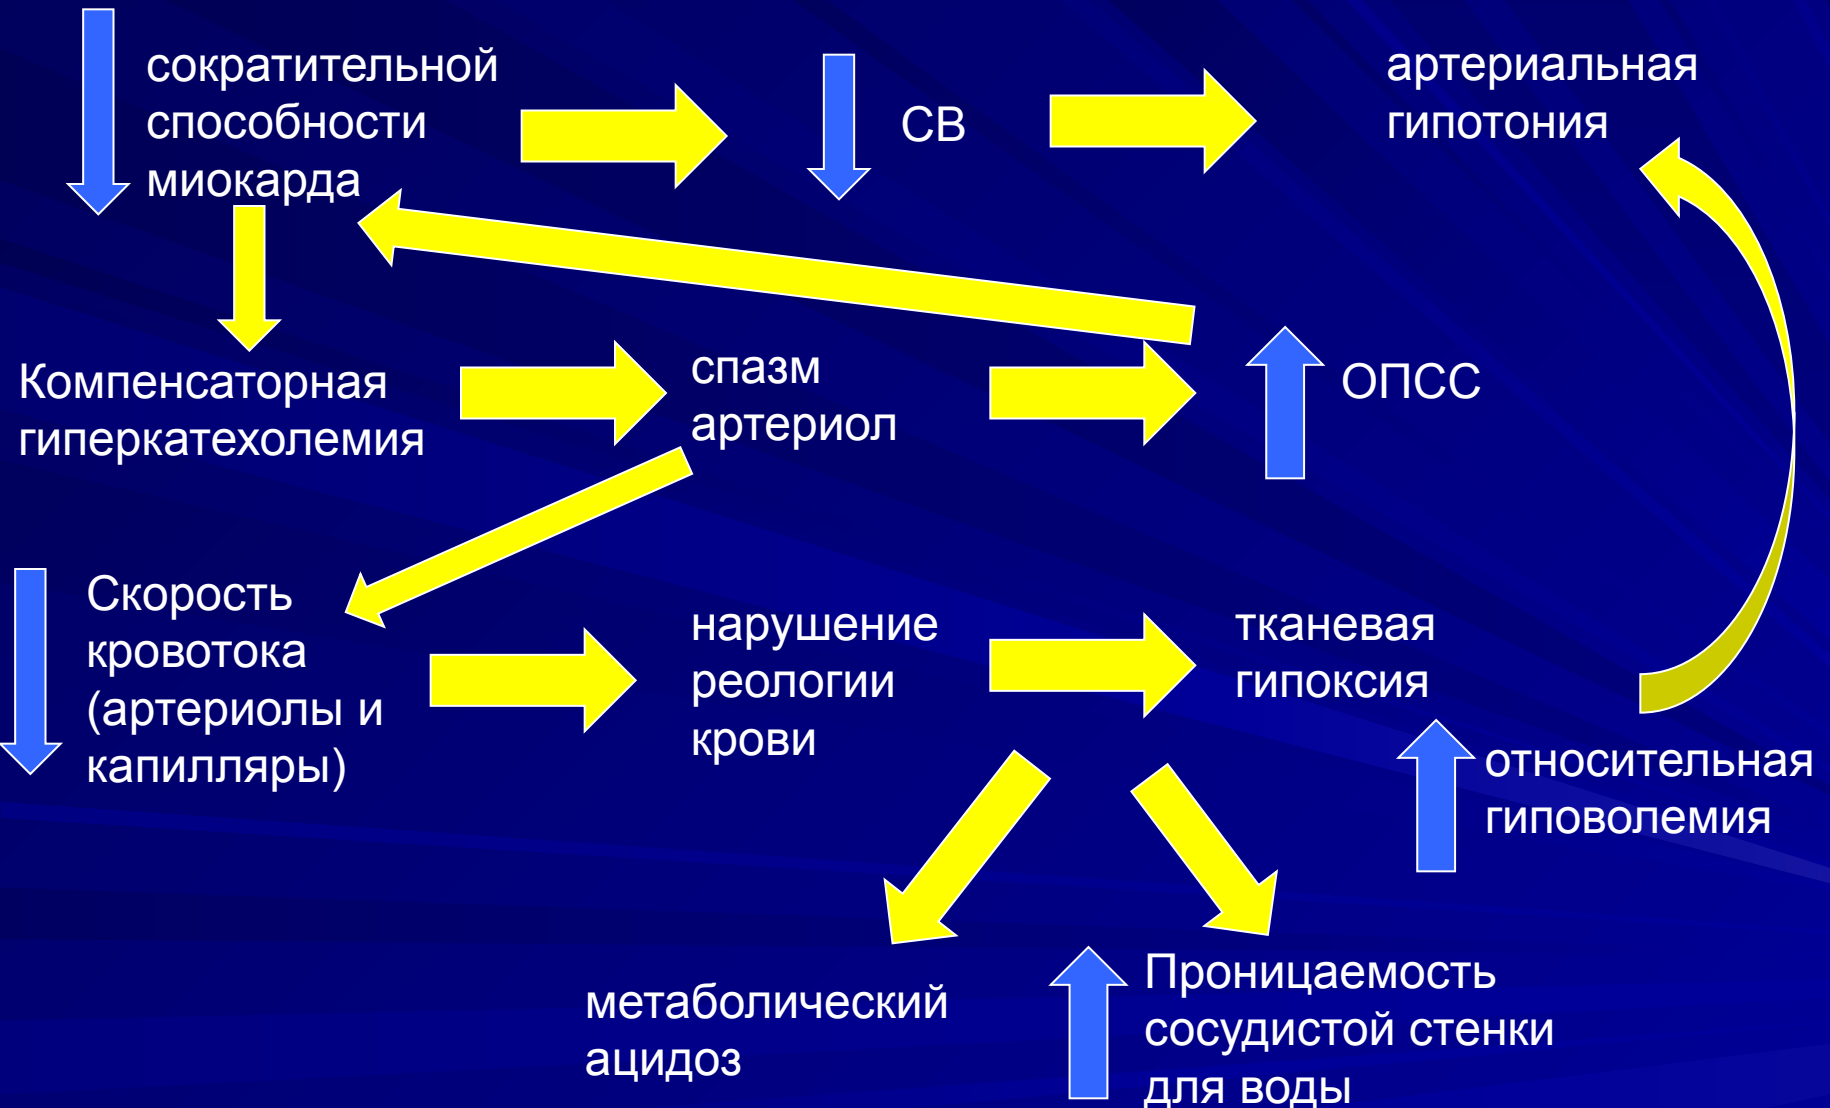 сократительной
способности
миокарда
СВ
артериальная
гипотония
Компенсаторная
гиперкатехолемия
спазм
артериол
ОПСС
Скорость
кровотока
(артериолы и
капилляры)
нарушение
реологии
крови
тканевая
гипоксия
относительная
гиповолемия
метаболический
ацидоз
Проницаемость
сосудистой стенки
для воды